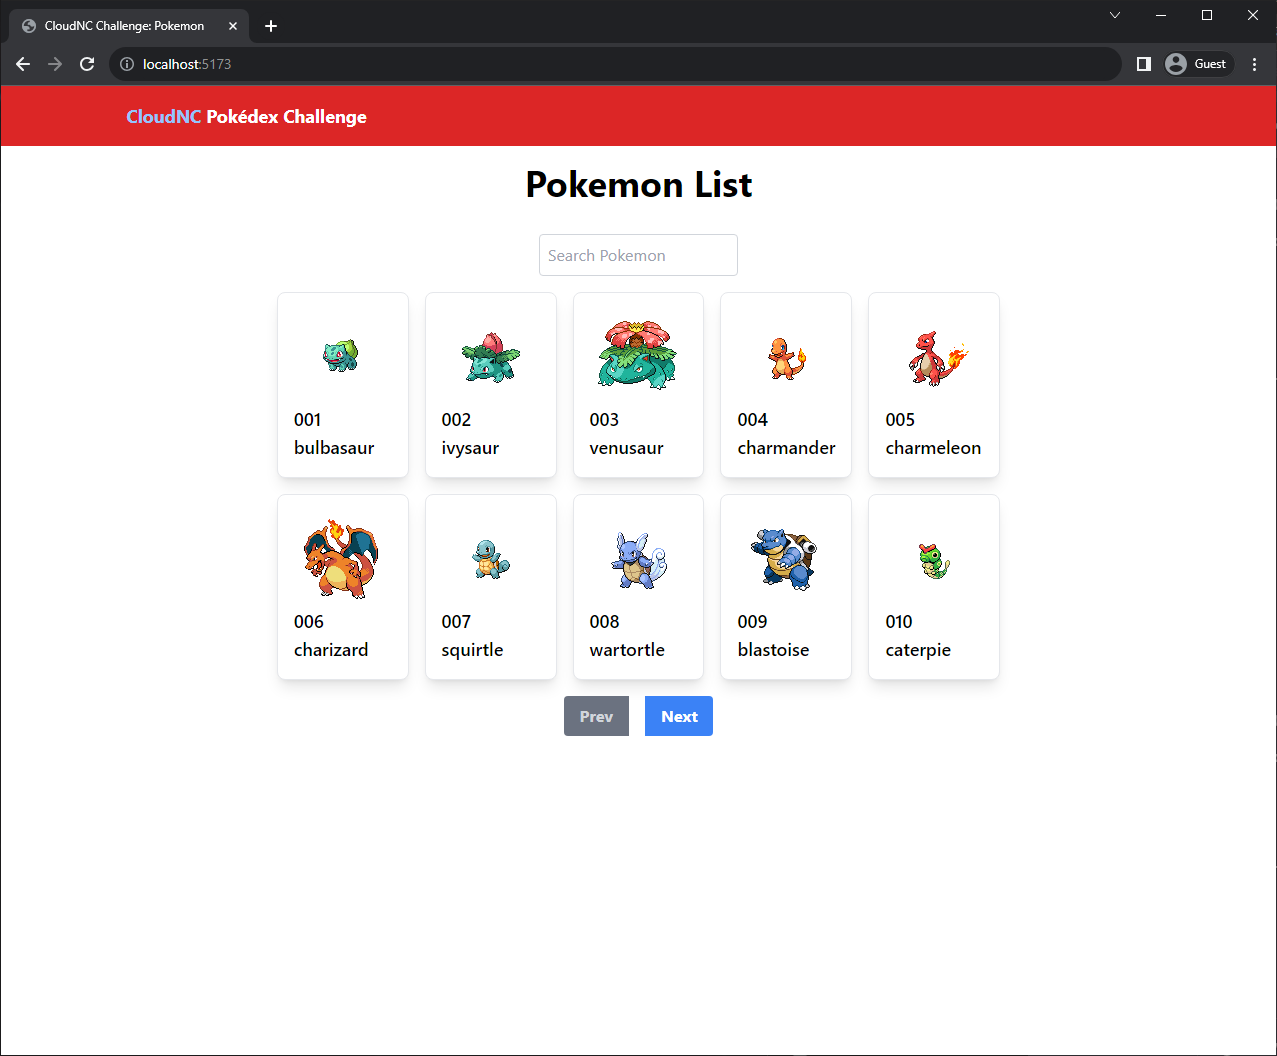 CloudNC Challenge: Pokemon
localhost:5173
Guest
CloudNC Pokédex Challenge
Pokemon List
Search Pokemon
001
bulbasaur
002
ivysaur
003
venusaur
004
charmander
005
charmeleon
006
charizard
007
squirtle
008
wartortle
009
blastoise
010
caterpie
Prev
Next